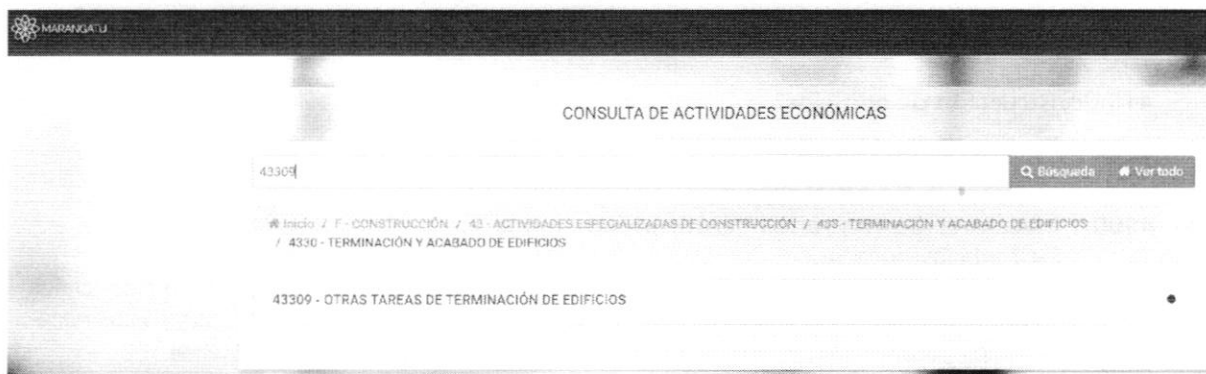 MARANGATU
CONSULTA DE ACTIVIDADES ECONÓMICAS
43309
Búsqueda
Ver todo
Inicio / F - CONSTRUCCIÓN / 43 - ACTIVIDADES ESPECIALIZADAS DE CONSTRUCCIÓN / 433 - TERMINACIÓN Y ACABADO DE EDIFICIOS
/ 4330 - TERMINACIÓN Y ACABADO DE EDIFICIOS
43309 - OTRAS TAREAS DE TERMINACIÓN DE EDIFICIOS